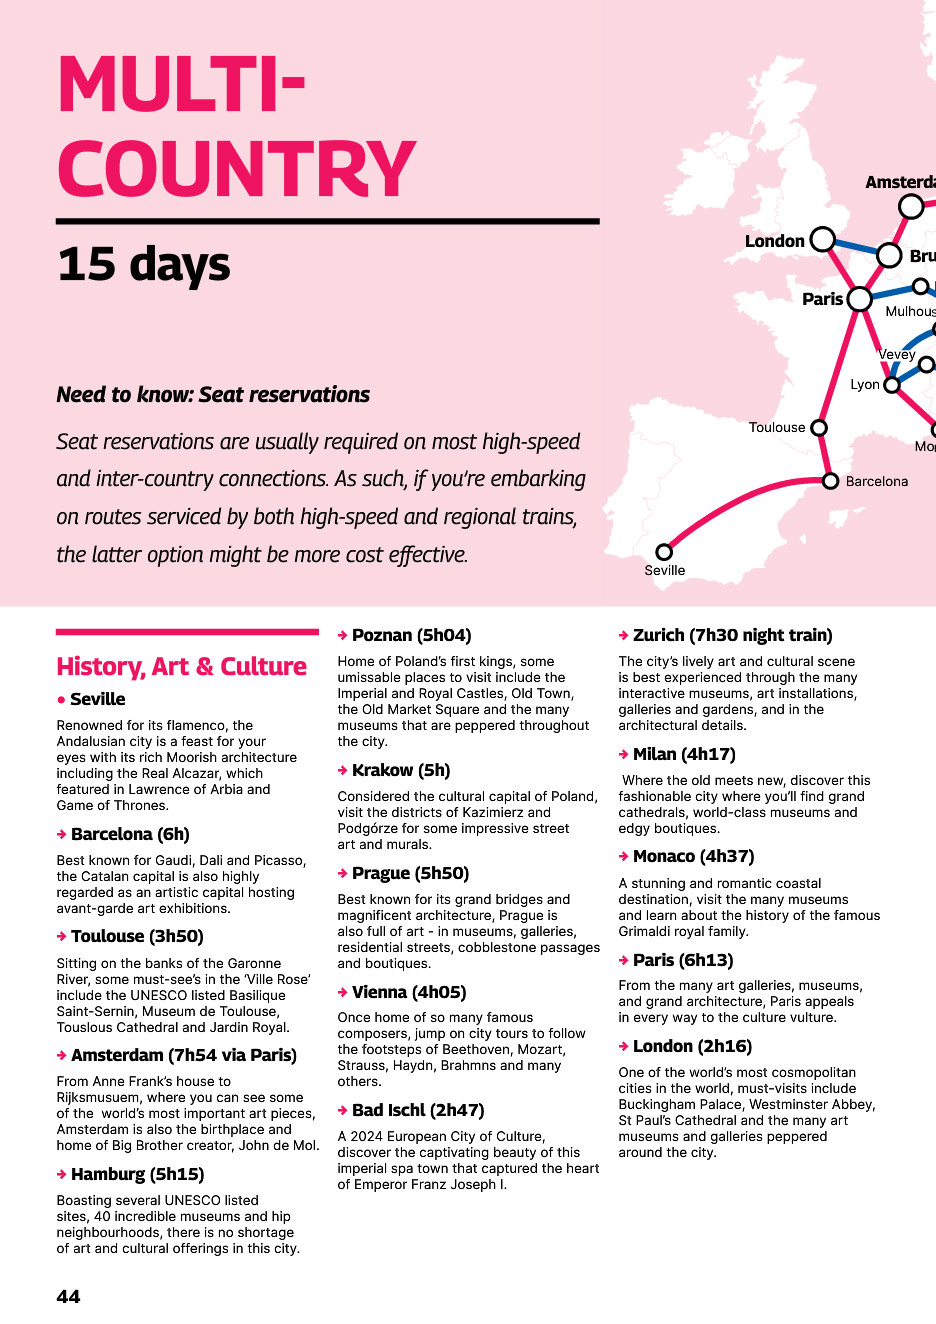 MULTI-
COUNTRY
15 days
Need to know: Seat reservations
Seat reservations are usually required on most high-speed
and inter-country connections. As such, if you're embarking
on routes serviced by both high-speed and regional trains,
the latter option might be more cost effective.
Amsterda
London
Bru
Paris
Mulhous
Vevey
Lyon
Toulouse
Mo
Barcelona
Seville
History, Art & Culture
• Seville
Renowned for its flamenco, the
Andalusian city is a feast for your
eyes with its rich Moorish architecture
including the Real Alcazar, which
featured in Lawrence of Arbia and
Game of Thrones.
→ Barcelona (6h)
Best known for Gaudi, Dali and Picasso,
the Catalan capital is also highly
regarded as an artistic capital hosting
avant-garde art exhibitions.
→ Toulouse (3h50)
Sitting on the banks of the Garonne
River, some must-see's in the 'Ville Rose'
include the UNESCO listed Basilique
Saint-Sernin, Museum de Toulouse,
Touslous Cathedral and Jardin Royal.
→ Amsterdam (7h54 via Paris)
From Anne Frank's house to
Rijksmusuem, where you can see some
of the world's most important art pieces,
Amsterdam is also the birthplace and
home of Big Brother creator, John de Mol.
→ Hamburg (5h15)
Boasting several UNESCO listed
sites, 40 incredible museums and hip
neighbourhoods, there is no shortage
of art and cultural offerings in this city.
→ Poznan (5h04)
Home of Poland's first kings, some
umissable places to visit include the
Imperial and Royal Castles, Old Town,
the Old Market Square and the many
museums that are peppered throughout
the city.
→ Krakow (5h)
Considered the cultural capital of Poland,
visit the districts of Kazimierz and
Podgórze for some impressive street
art and murals.
→ Prague (5h50)
Best known for its grand bridges and
magnificent architecture, Prague is
also full of art - in museums, galleries,
residential streets, cobblestone passages
and boutiques.
→ Vienna (4h05)
Once home of so many famous
composers, jump on city tours to follow
the footsteps of Beethoven, Mozart,
Strauss, Haydn, Brahmns and many
others.
→ Bad Ischl (2h47)
A 2024 European City of Culture,
discover the captivating beauty of this
imperial spa town that captured the heart
of Emperor Franz Joseph I.
→ Zurich (7h30 night train)
The city's lively art and cultural scene
is best experienced through the many
interactive museums, art installations,
galleries and gardens, and in the
architectural details.
→ Milan (4h17)
Where the old meets new, discover this
fashionable city where you'll find grand
cathedrals, world-class museums and
edgy boutiques.
→ Monaco (4h37)
A stunning and romantic coastal
destination, visit the many museums
and learn about the history of the famous
Grimaldi royal family.
→ Paris (6h13)
From the many art galleries, museums,
and grand architecture, Paris appeals
in every way to the culture vulture.
→ London (2h16)
One of the world's most cosmopolitan
cities in the world, must-visits include
Buckingham Palace, Westminster Abbey,
St Paul's Cathedral and the many art
museums and galleries peppered
around the city.
44